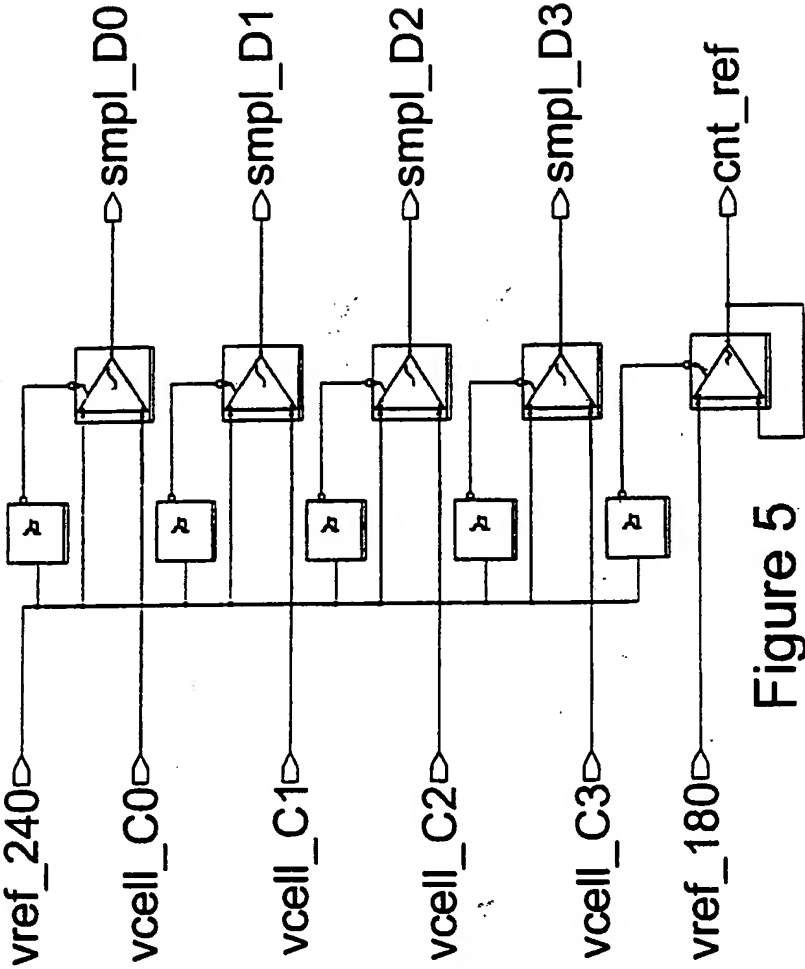 vref_240
vcell_C0
vcell_C1
vcell_C2
vcell_C3
vref_180
smpl_D0
smpl_D1
smpl_D2
smpl_D3
cnt_ref
Figure 5